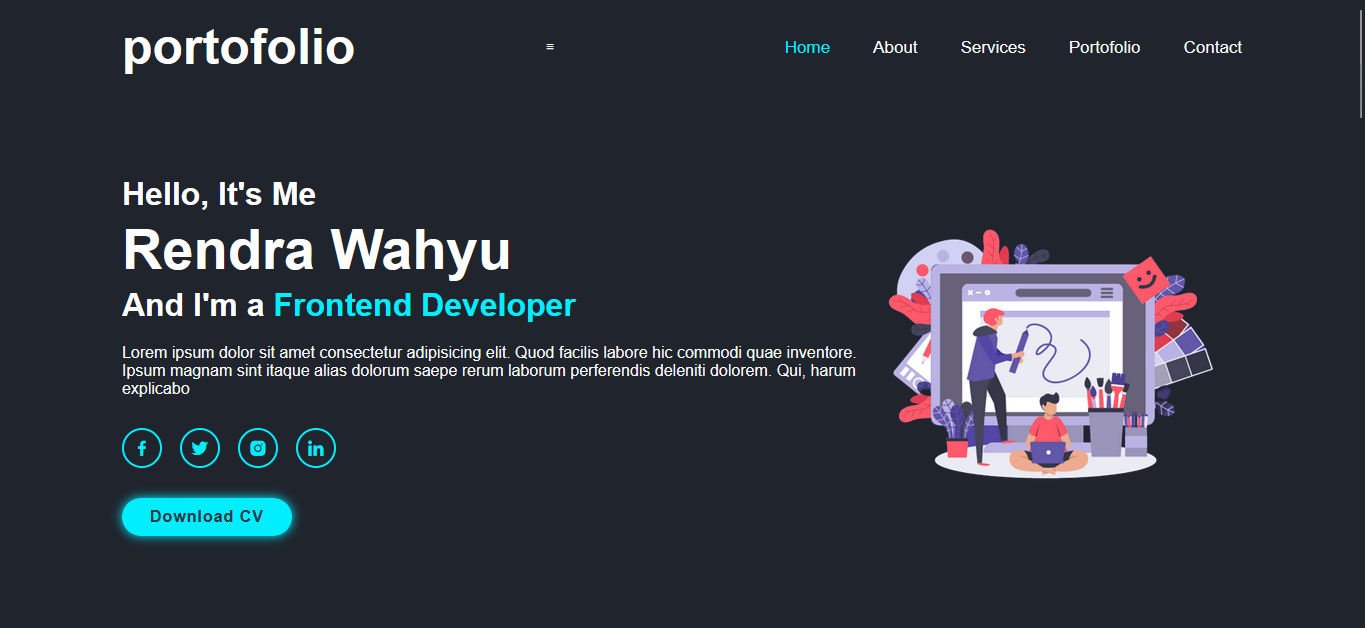 portofolio
Home About Services Portofolio Contact
Hello, It's Me
Rendra Wahyu
And I'm a Frontend Developer
Lorem ipsum dolor sit amet consectetur adipisicing elit. Quod facilis labore hic commodi quae inventore.
Ipsum magnam sint itaque alias dolorum saepe rerum laborum perferendis deleniti dolorem. Qui, harum
explicabo
Download CV